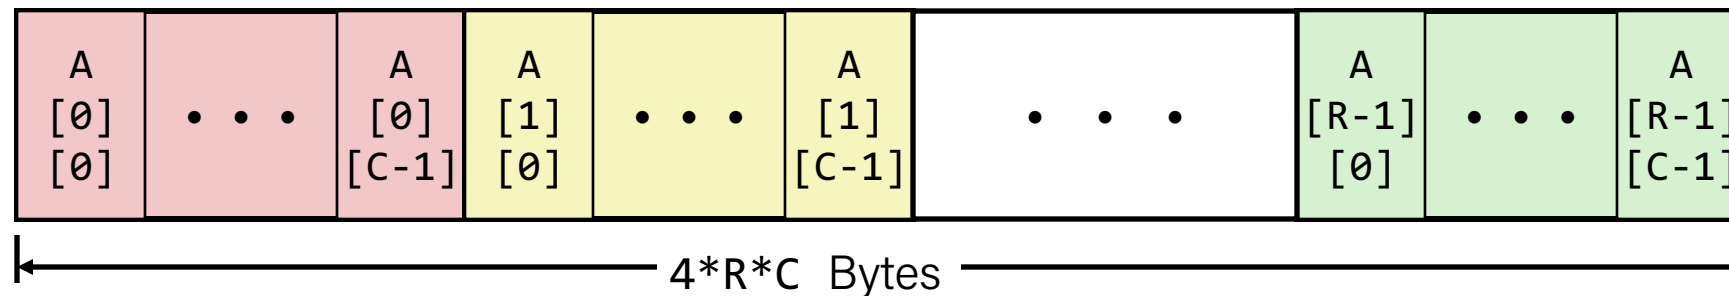 A [0] [0]
• • •
A [0] [C-1]
A [1] [0]
• • •
A [1] [C-1]
• • •
A [R-1] [0]
• • •
A [R-1] [C-1]
4*R*C Bytes